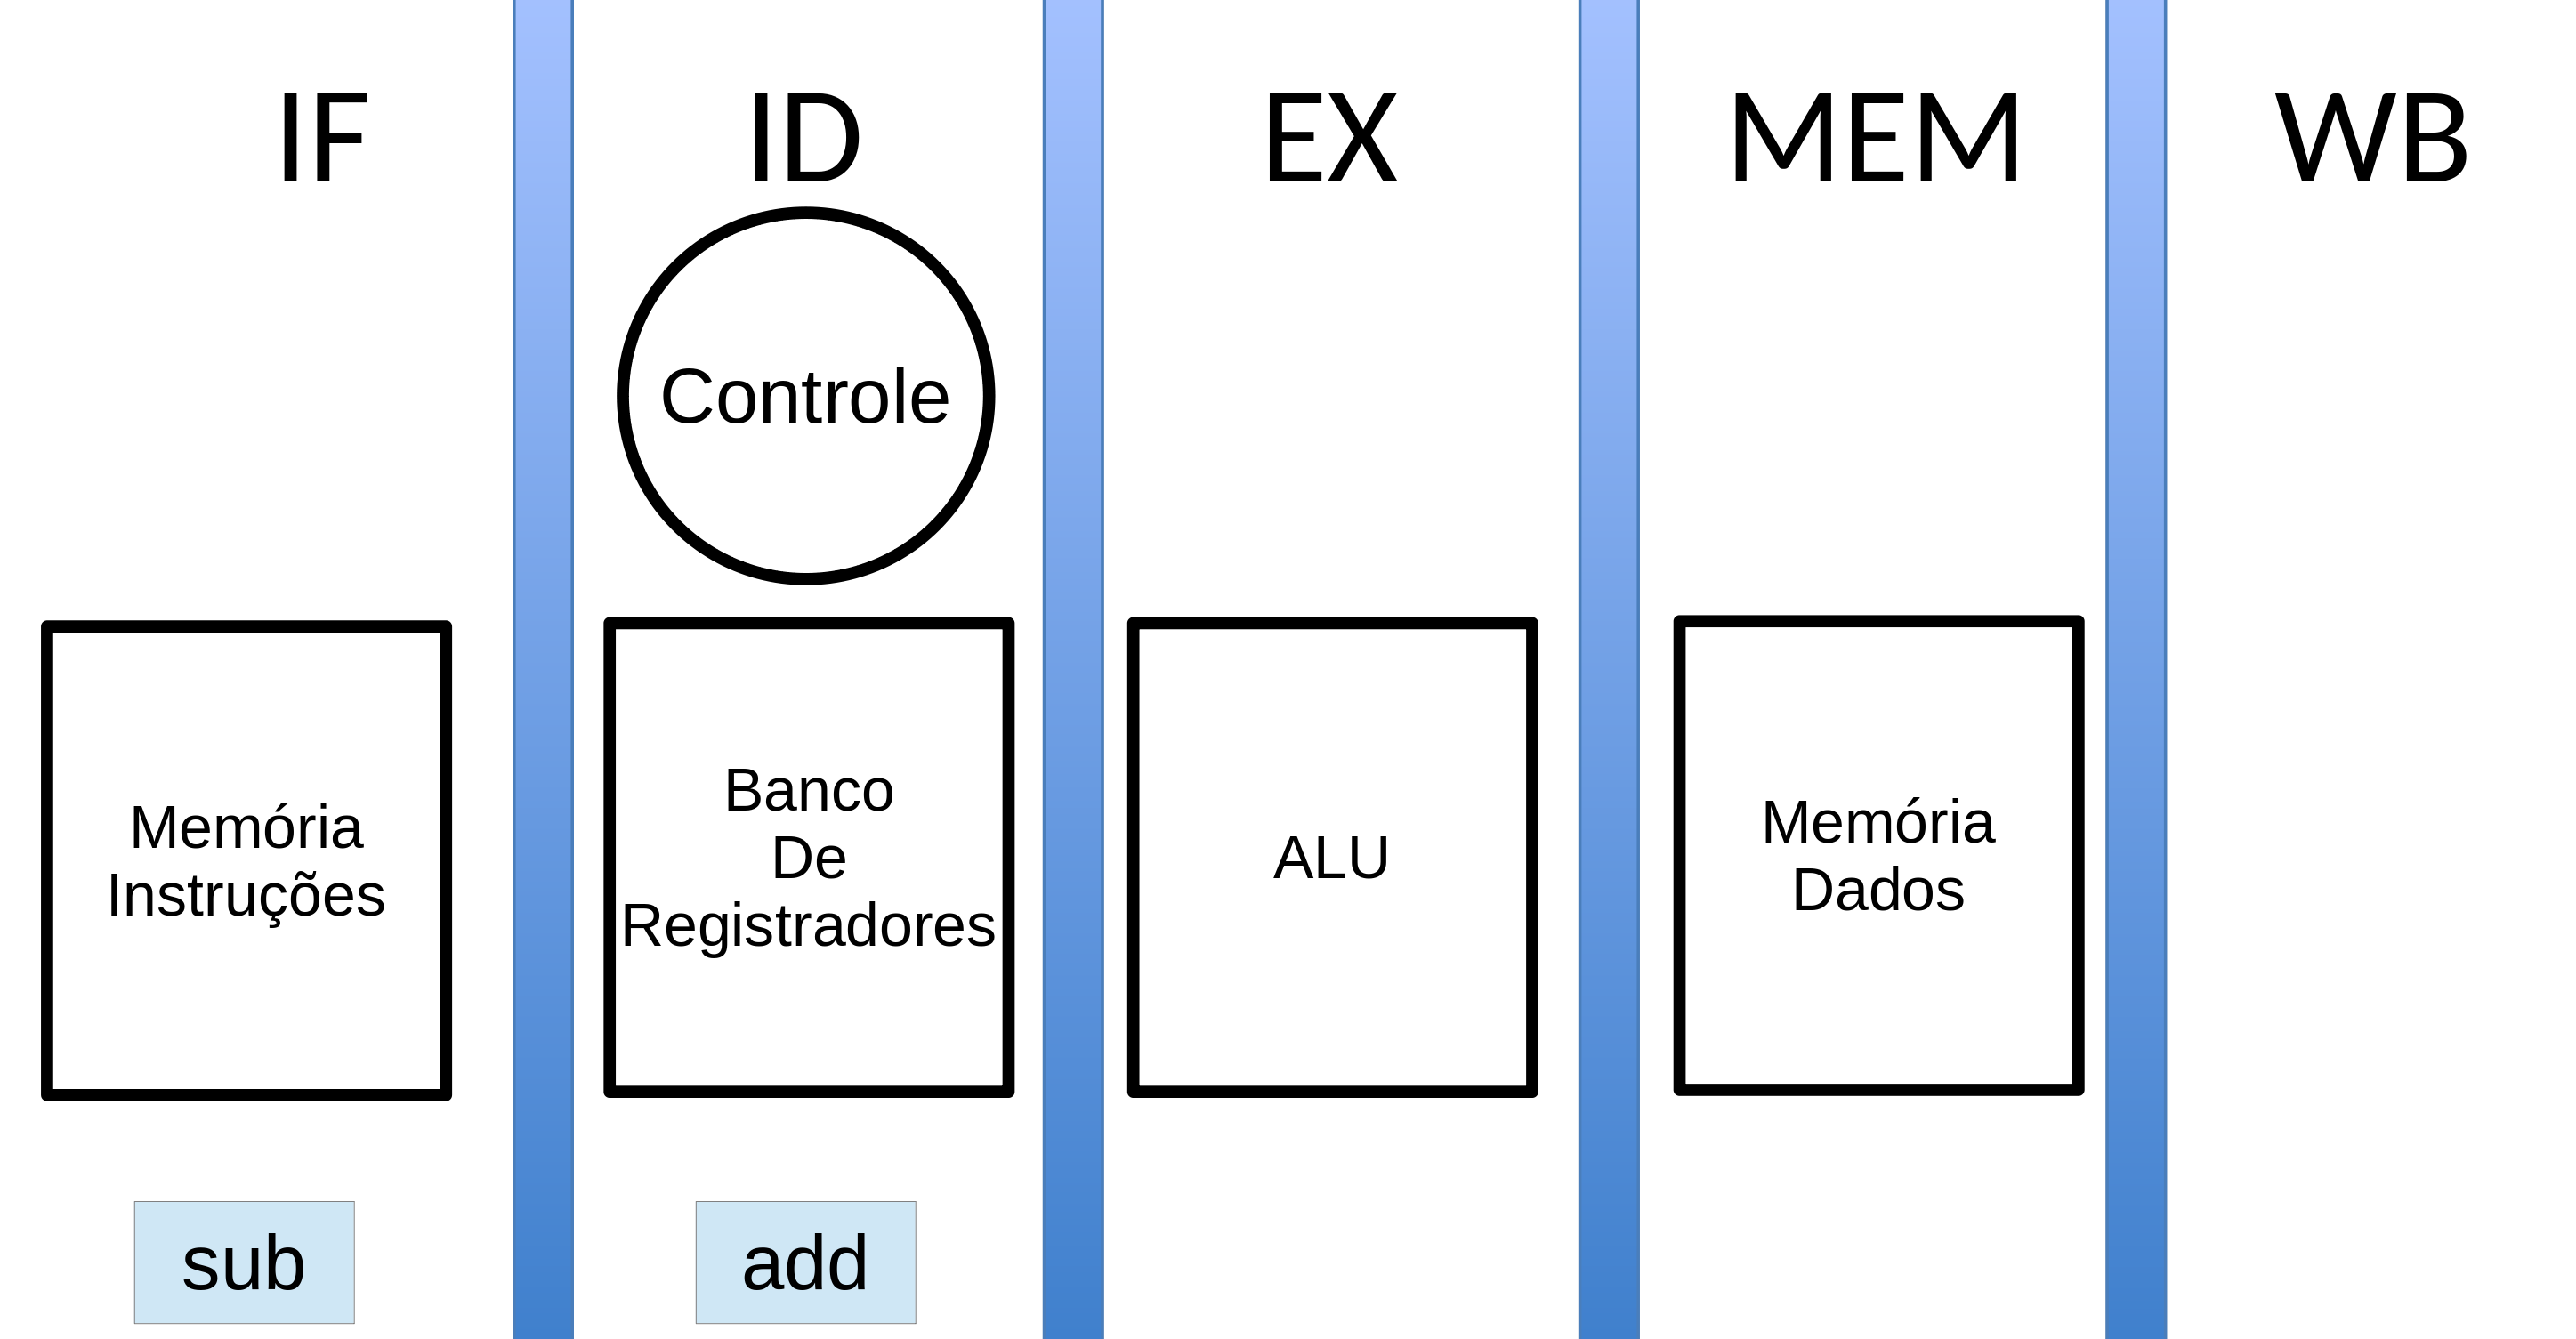 IF
ID
EX
MEM
WB
Controle
Memória
Instruções
Banco
De
Registradores
ALU
Memória
Dados
sub
add